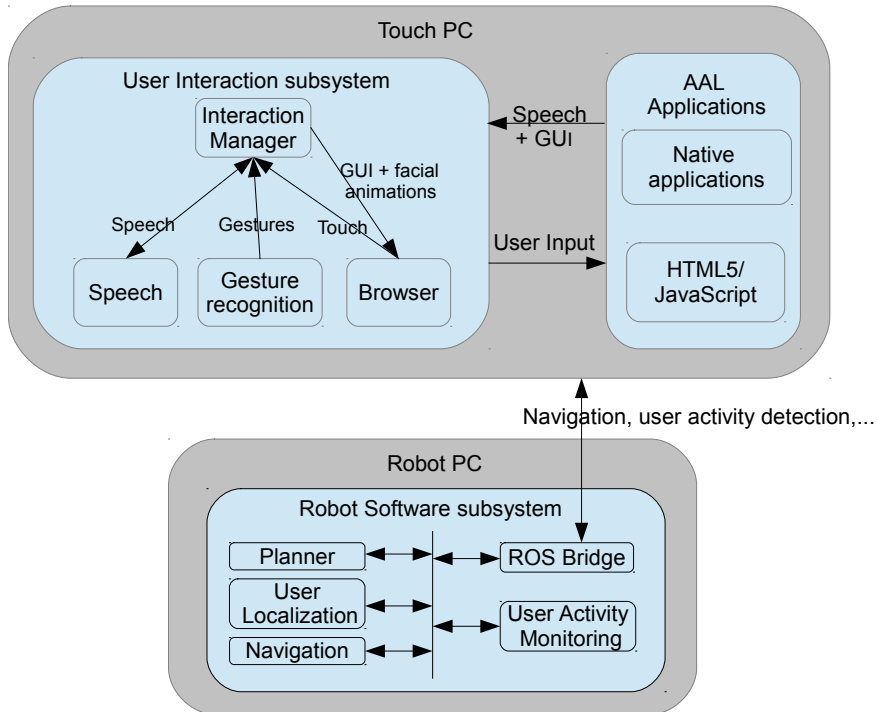 Touch PC
User Interaction subsystem
Interaction
Manager
GUI + facial
animations
Speech
Gestures
Touch
Speech
Gesture
recognition
Browser
Speech
+ GUI
User Input
AAL
Applications
Native
applications
HTML5/
JavaScript
Navigation, user activity detection,...
Robot PC
Robot Software subsystem
Planner
User
Localization
Navigation
ROS Bridge
User Activity
Monitoring